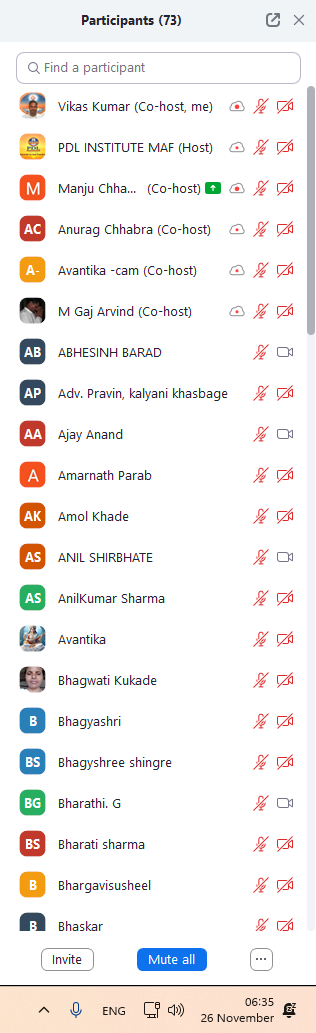 Participants (73)
Find a participant
Vikas Kumar (Co-host, me)
PDL INSTITUTE MAF (Host)
M
Manju Chha... (Co-host)
AC
Anurag Chhabra (Co-host)
A-
Avantika -cam (Co-host)
M Gaj Arvind (Co-host)
AB
ABHESINH BARAD
AP
Adv. Pravin, kalyani khasbage
AA
Ajay Anand
A
Amarnath Parab
AK
Amol Khade
AS
ANIL SHIRBHATE
AS
AnilKumar Sharma
Avantika
Bhagwati Kukade
B
Bhagyashri
BS
Bhagyshree shingre
BG
Bharathi. G
BS
Bharati sharma
B
Bhargavisusheel
B
Bhaskar
Invite
Mute all
...
ENG
06:35
26 November